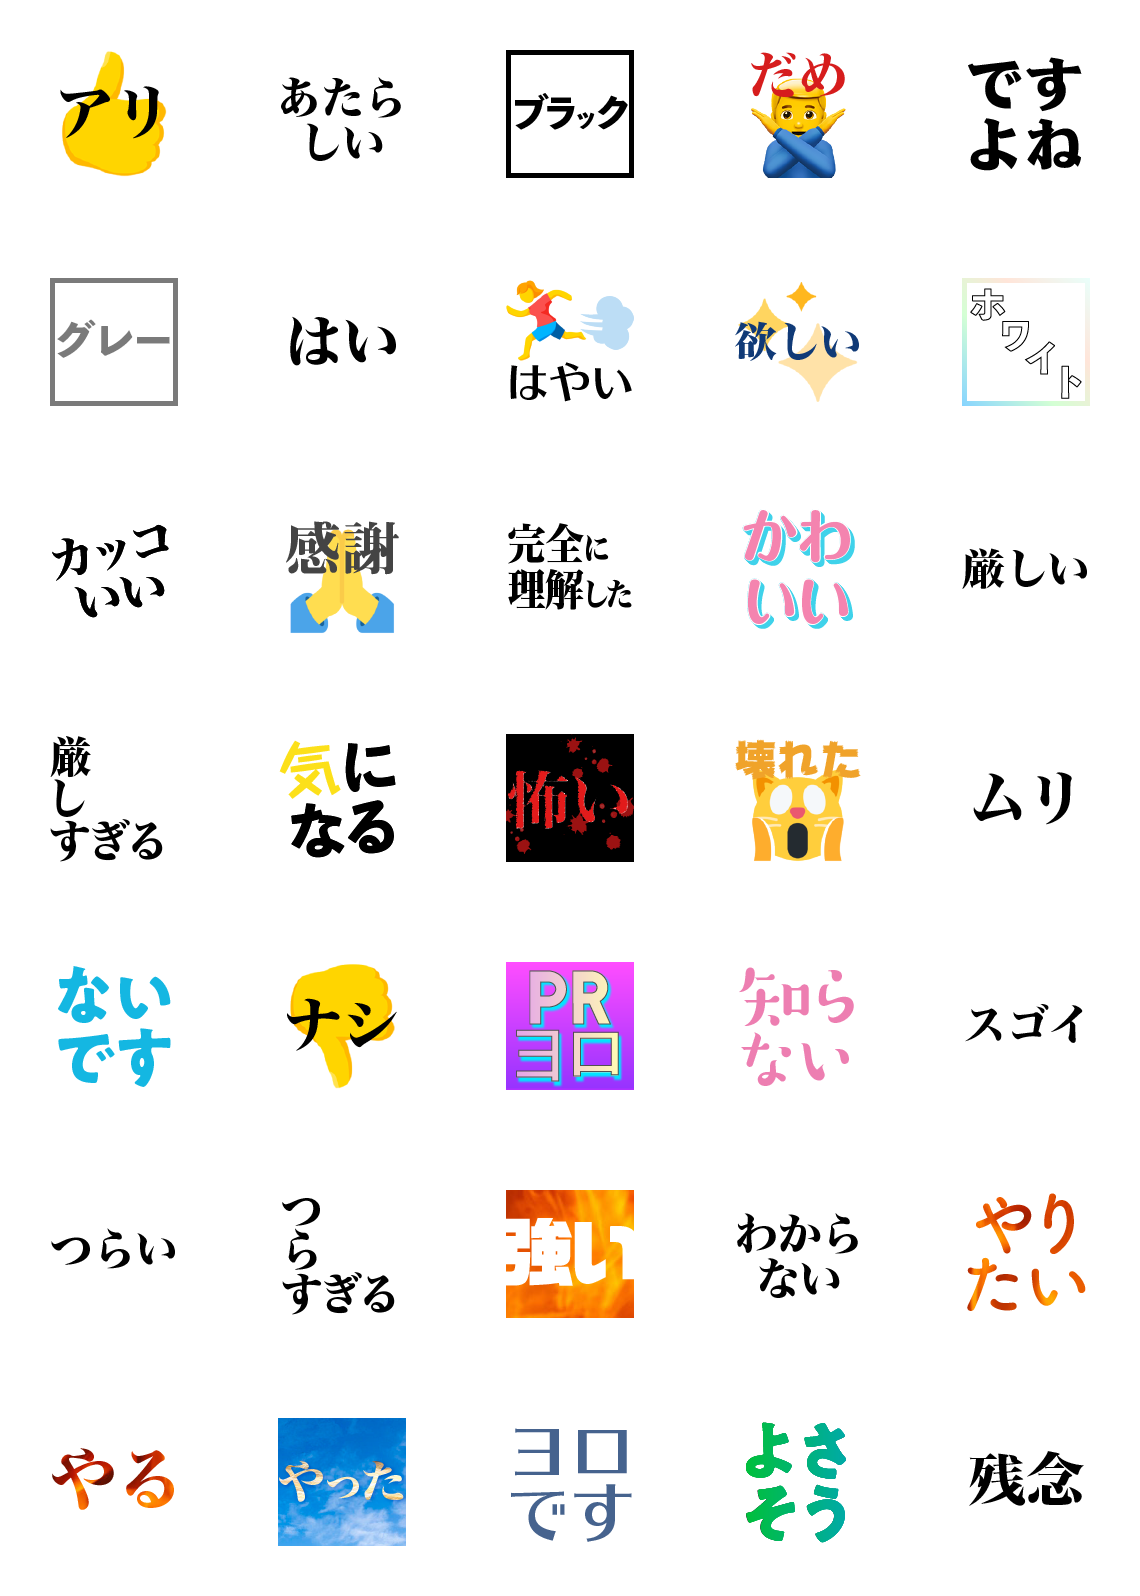 アリ
あたら
しい
ブラック
だめ
です
よね
グレー
はい
はやい
欲しい
ホワイト
カッコ
いい
感謝
完全に
理解した
かわ
いい
厳しい
厳
し
すぎる
気に
なる
怖い
壊れた
ムリ
ない
です
ナシ
PR
ヨロ
知ら
ない
スゴイ
つらい
つ
ら
すぎる
強い
わから
ない
やり
たい
やる
やった
ヨロ
です
よさ
そう
残念